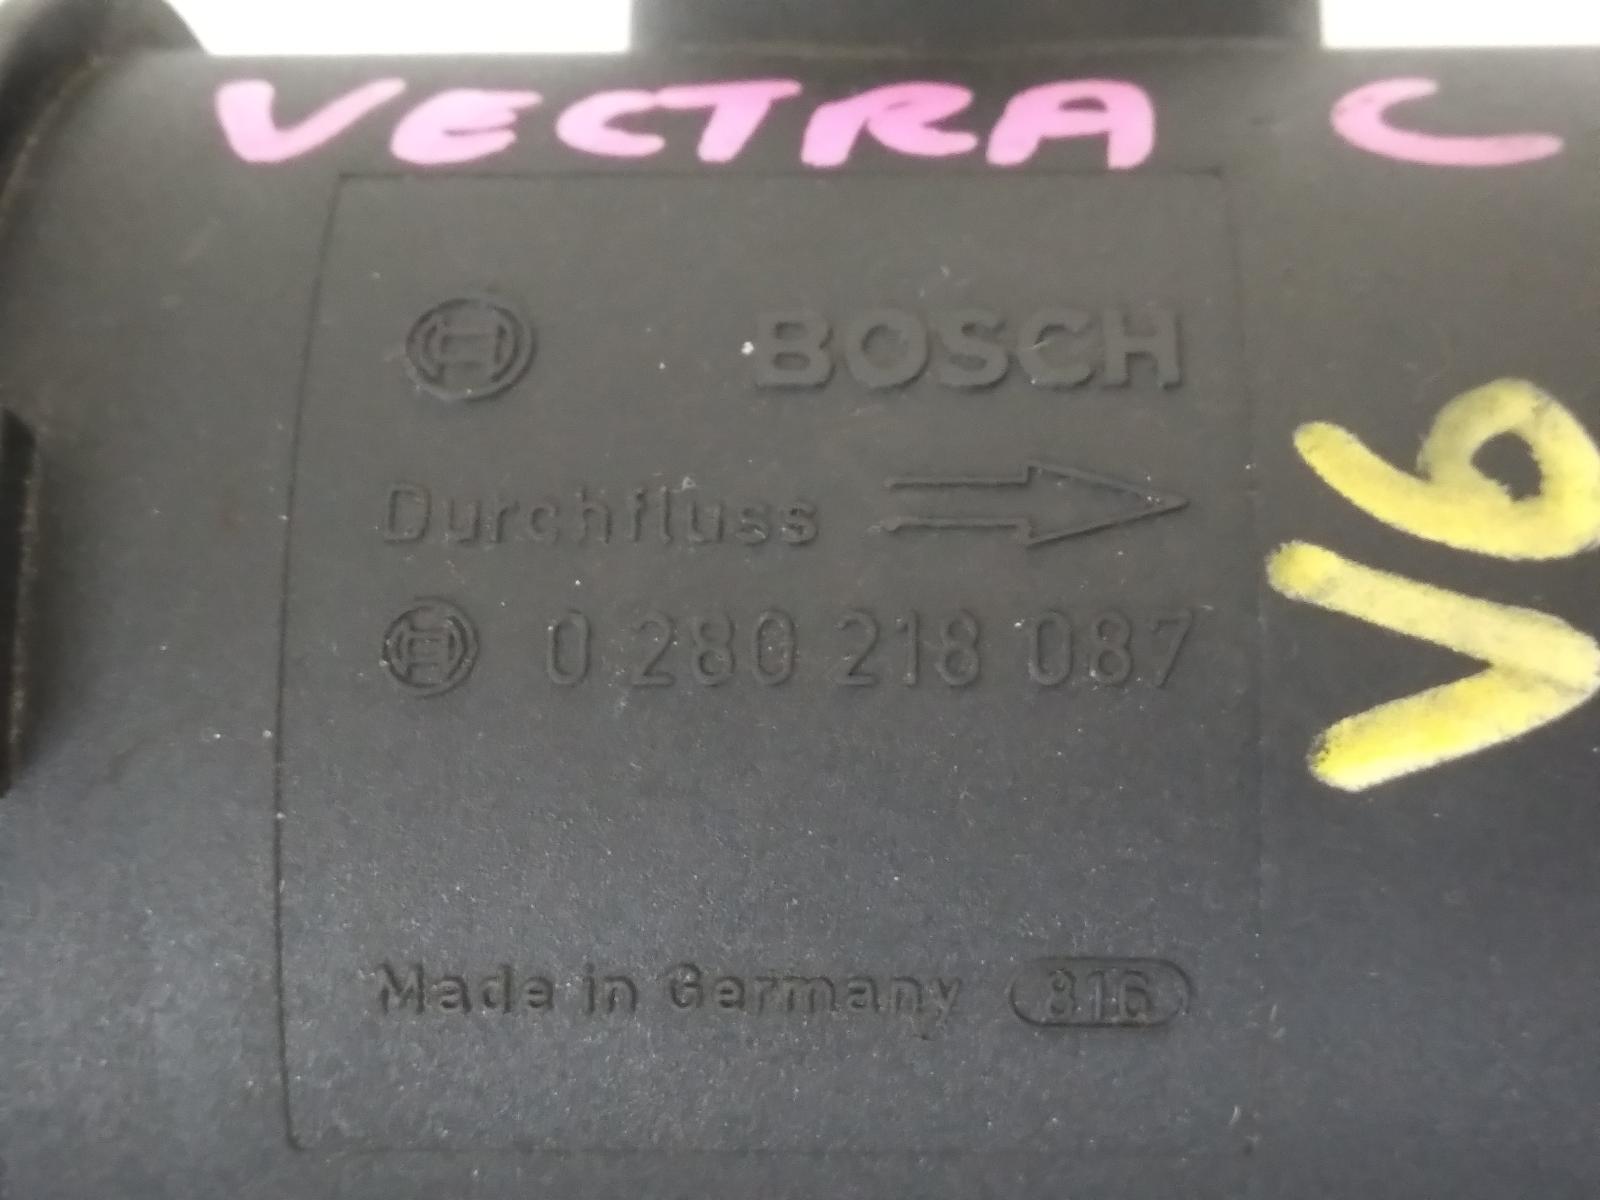 VECTRA C
BOSCH
Durchfluss
0 280 218 087
V6
Made in Germany 816